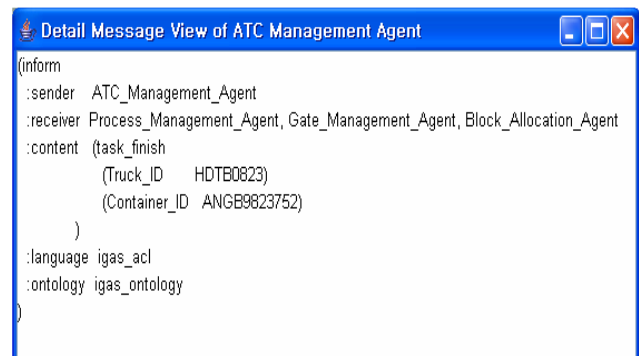 Detail Message View of ATC Management Agent
(inform
:sender ATC_Management_Agent
:receiver Process_Management_Agent, Gate_Management_Agent, Block_Allocation_Agent
:content (task_finish
(Truck_ID HDTB0823)
(Container_ID ANGB9823752)
)
:language igas_acl
:ontology igas_ontology
)